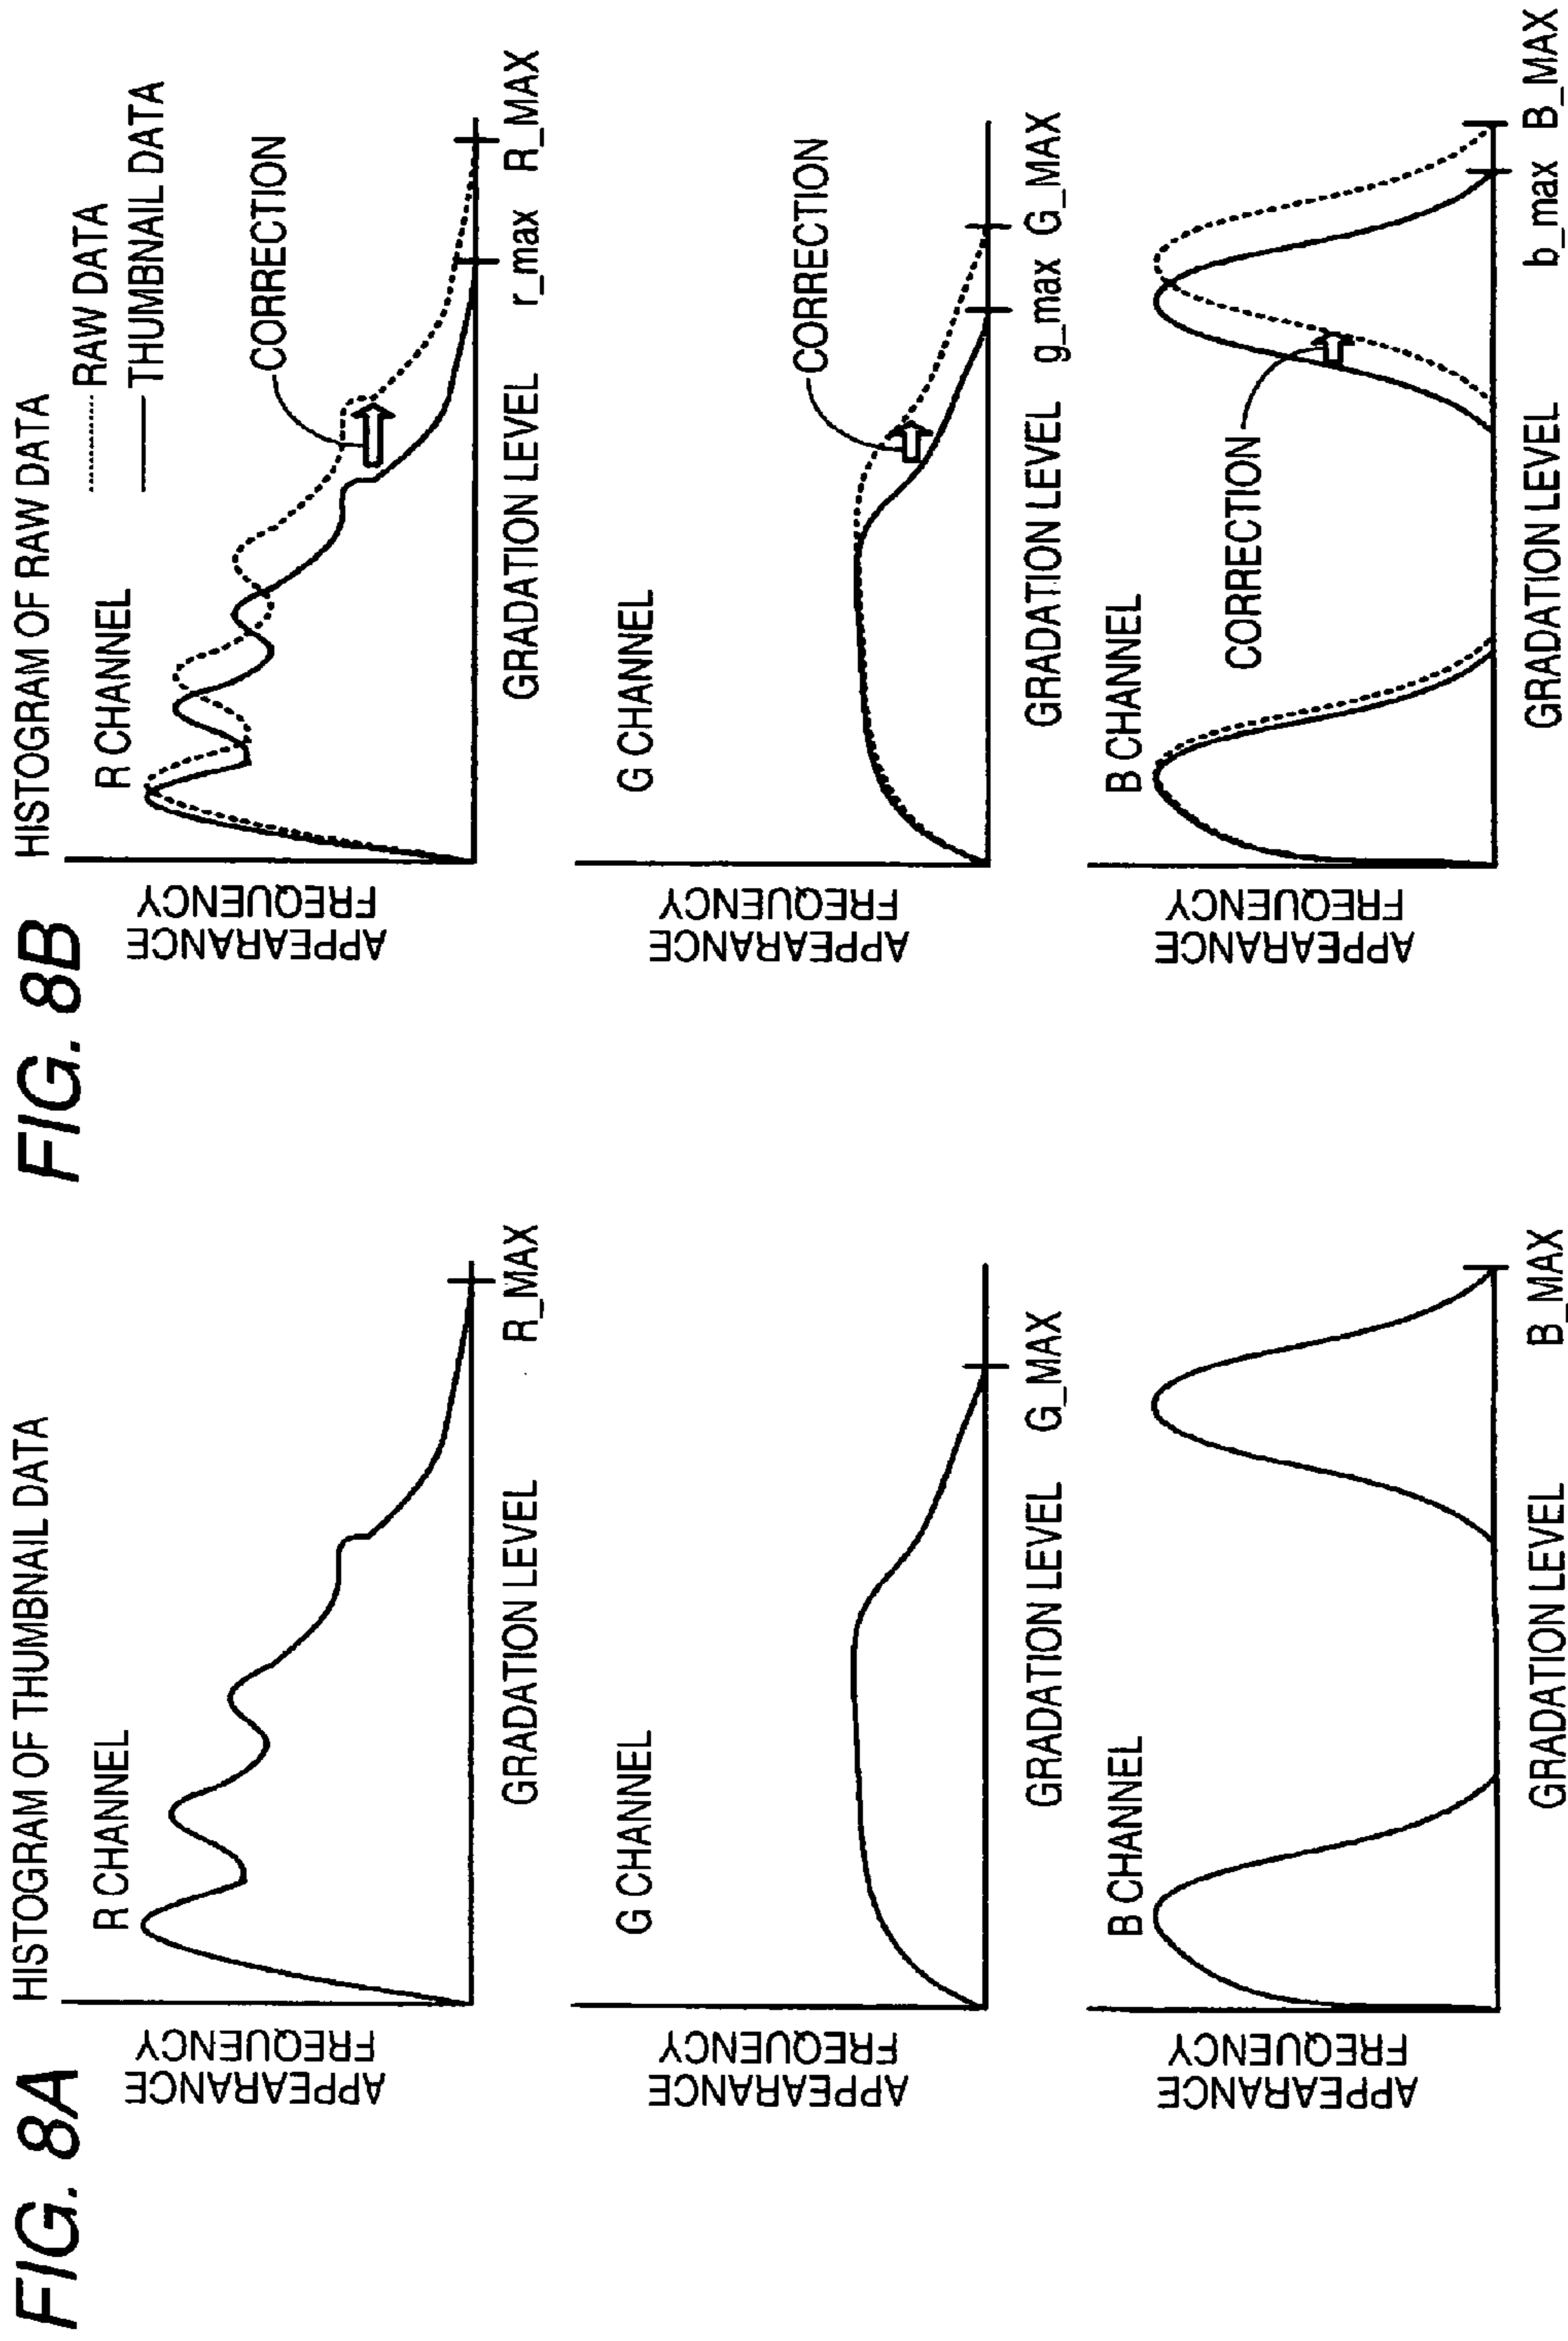 FIG. 8A
HISTOGRAM OF THUMBNAIL DATA
R CHANNEL
APPEARANCE
FREQUENCY
GRADATION LEVEL
R_MAX
G CHANNEL
APPEARANCE
FREQUENCY
GRADATION LEVEL
G_MAX
B CHANNEL
APPEARANCE
FREQUENCY
GRADATION LEVEL
B_MAX
FIG. 8B
HISTOGRAM OF RAW DATA
RAW DATA
THUMBNAIL DATA
R CHANNEL
CORRECTION
APPEARANCE
FREQUENCY
GRADATION LEVEL
r_max R_MAX
G CHANNEL
CORRECTION
APPEARANCE
FREQUENCY
GRADATION LEVEL
g_max G_MAX
B CHANNEL
CORRECTION
APPEARANCE
FREQUENCY
GRADATION LEVEL
b_max B_MAX